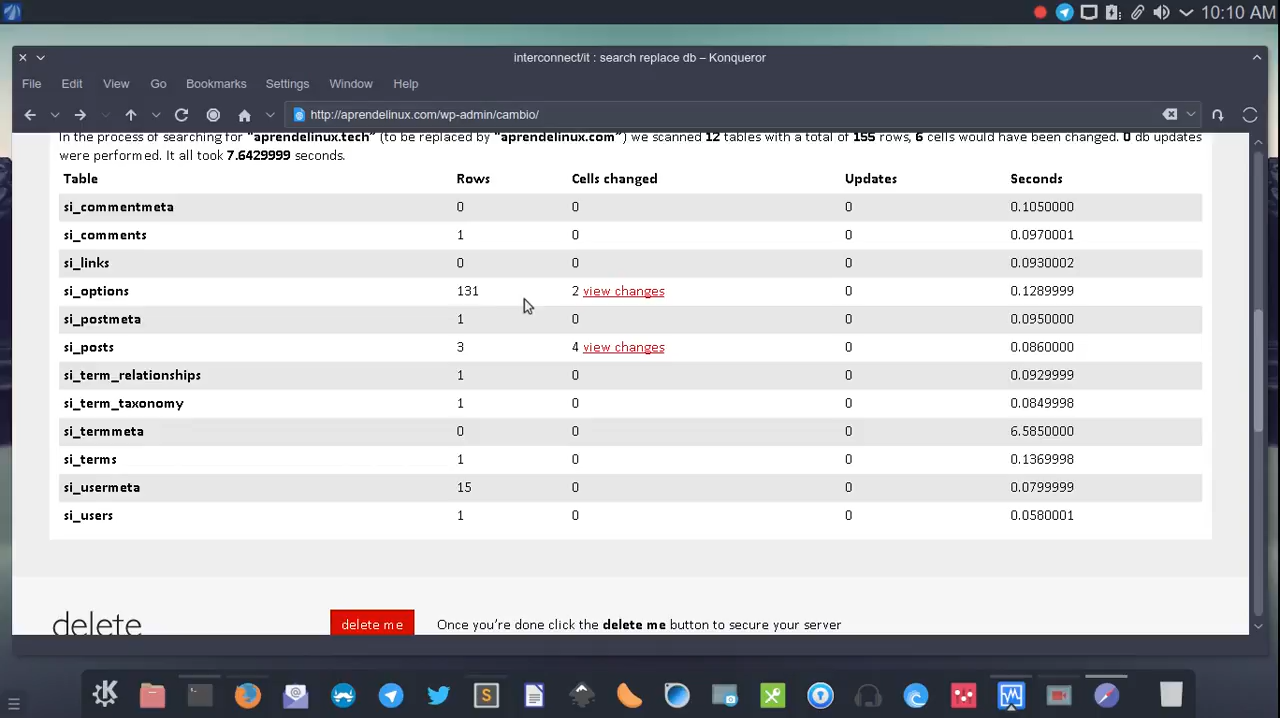 10:10 AM
interconnect/it : search replace db – Konqueror
File Edit View Go Bookmarks Settings Window Help
http://aprendelinux.com/wp-admin/cambio/
In the process of searching for "aprendelinux.tech" (to be replaced by "aprendelinux.com") we scanned 12 tables with a total of 155 rows, 6 cells would have been changed. 0 db updates
were performed. It all took 7.6429999 seconds.
Table Rows Cells changed Updates Seconds
si_commentmeta 0 0 0 0.1050000
si_comments 1 0 0 0.0970001
si_links 0 0 0 0.0930002
si_options 131 2 view changes 0 0.1289999
si_postmeta 1 0 0 0.0950000
si_posts 3 4 view changes 0 0.0860000
si_term_relationships 1 0 0 0.0929999
si_term_taxonomy 1 0 0 0.0849998
si_termmeta 0 0 0 6.5850000
si_terms 1 0 0 0.1369998
si_usermeta 15 0 0 0.0799999
si_users 1 0 0 0.0580001
delete delete me Once you're done click the delete me button to secure your server